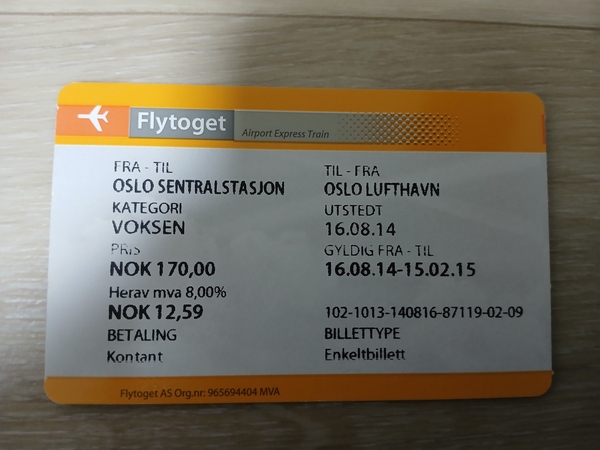 Flytoget Airport Express Train
FRA - TIL TIL - FRA
OSLO SENTRALSTASJON OSLO LUFTHAVN
KATEGORI UTSTEDT
VOKSEN 16.08.14
PRIS GYLDIG FRA - TIL
NOK 170,00 16.08.14-15.02.15
Herav mva 8,00%
NOK 12,59 102-1013-140816-87119-02-09
BETALING BILLETTYPE
Kontant Enkeltbillett
Flytoget AS Org.nr: 965694404 MVA